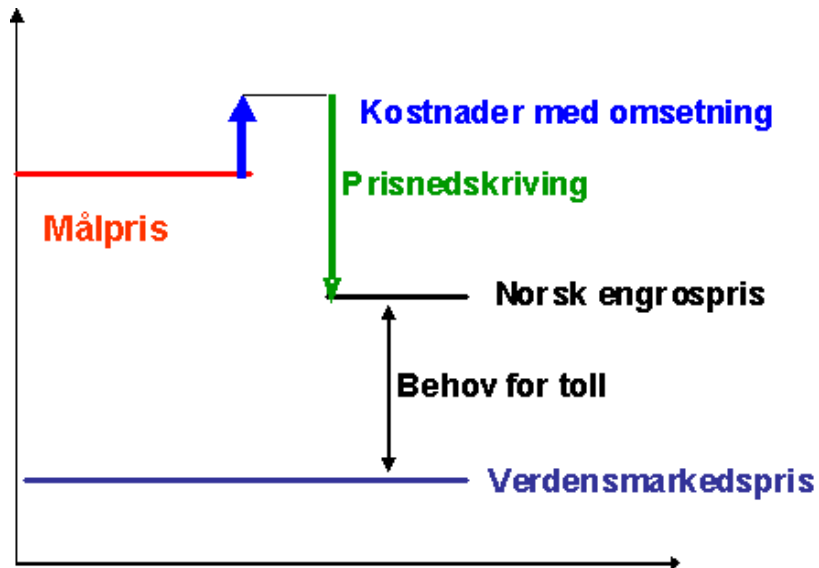 Kostnader med omsetning
Prisnedskriving
Målpris
Norsk engrospris
Behov for toll
Verdensmarkedspris